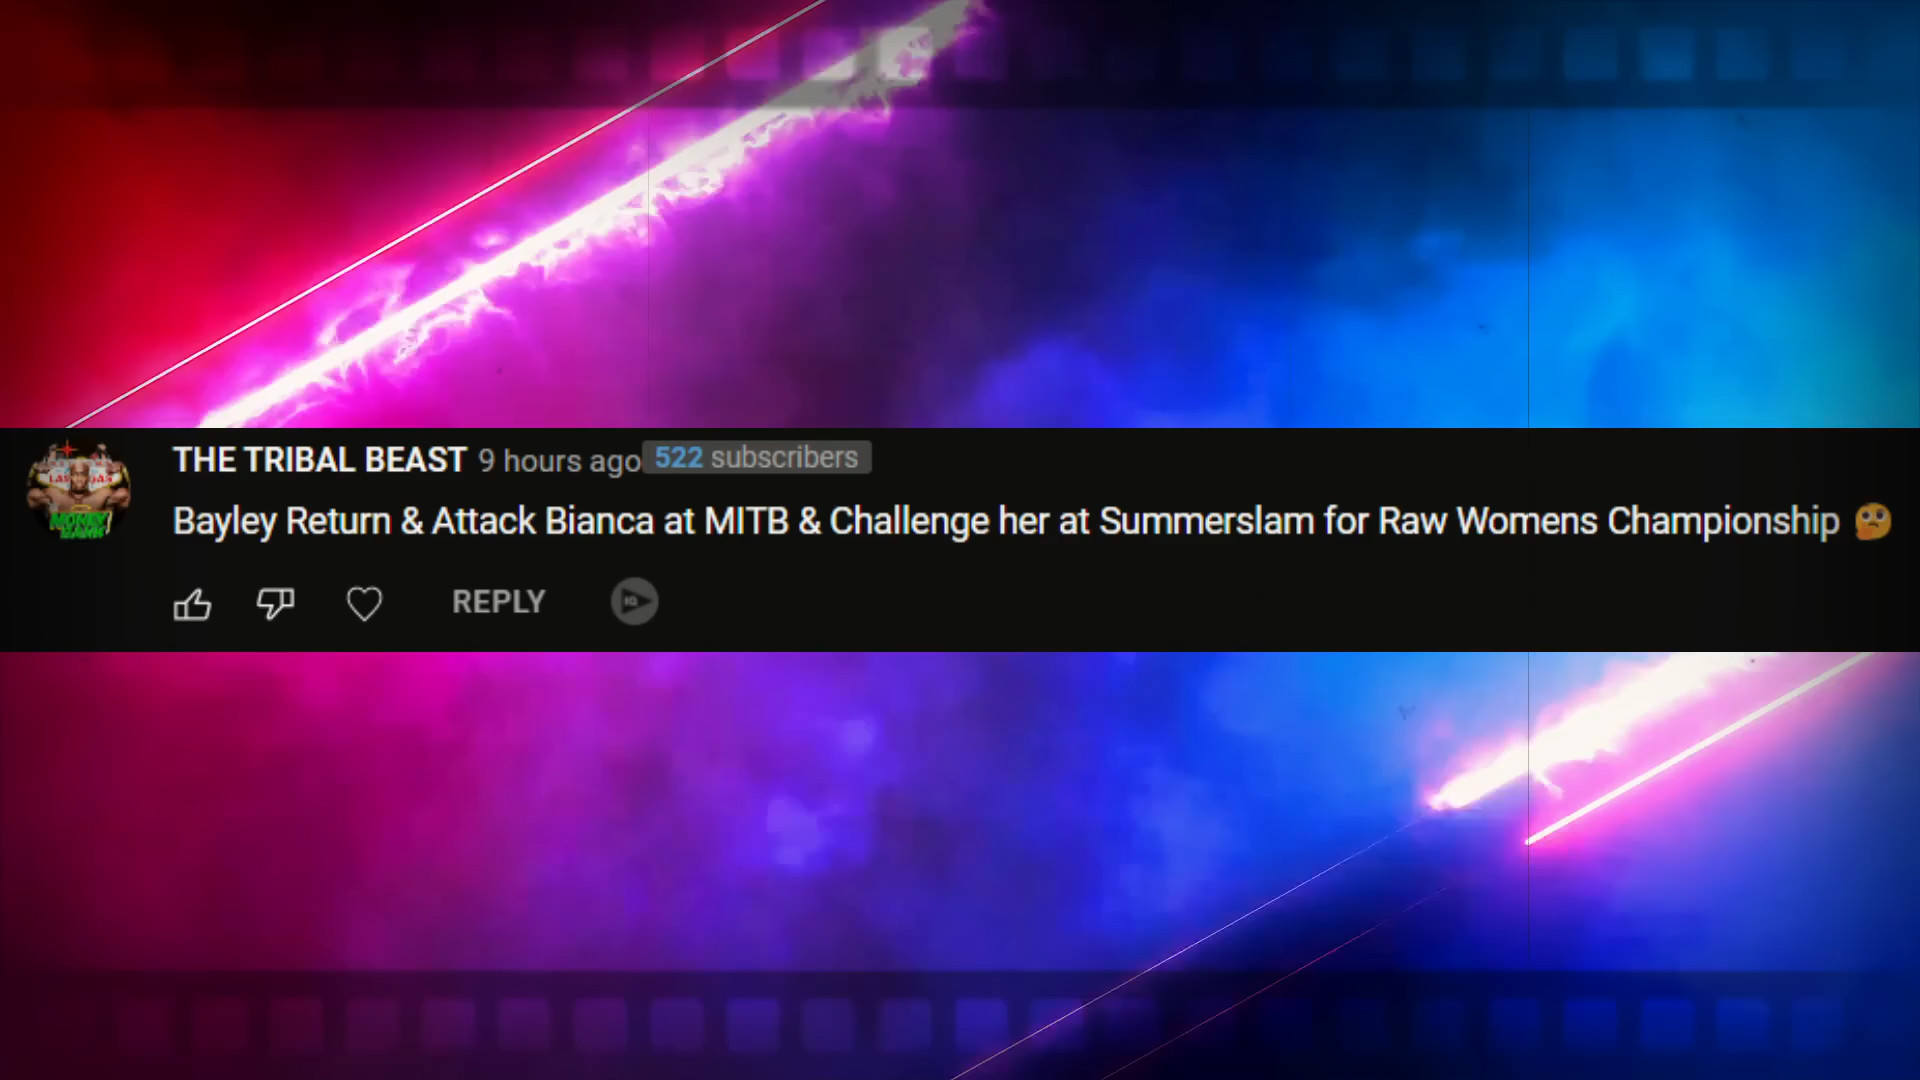 THE TRIBAL BEAST 9 hours ago 522 subscribers
Bayley Return & Attack Bianca at MITB & Challenge her at Summerslam for Raw Womens Championship 🤔
REPLY